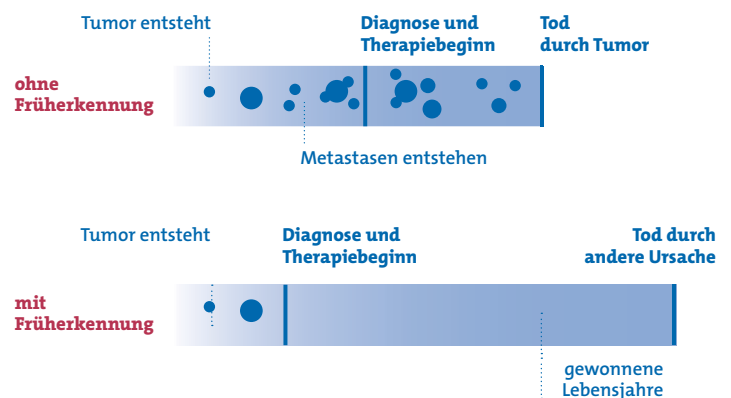 Tumor entsteht
Diagnose und
Therapiebeginn
Tod
durch Tumor
ohne
Früherkennung
Metastasen entstehen
Tumor entsteht
Diagnose und
Therapiebeginn
Tod durch
andere Ursache
mit
Früherkennung
gewonnene
Lebensjahre